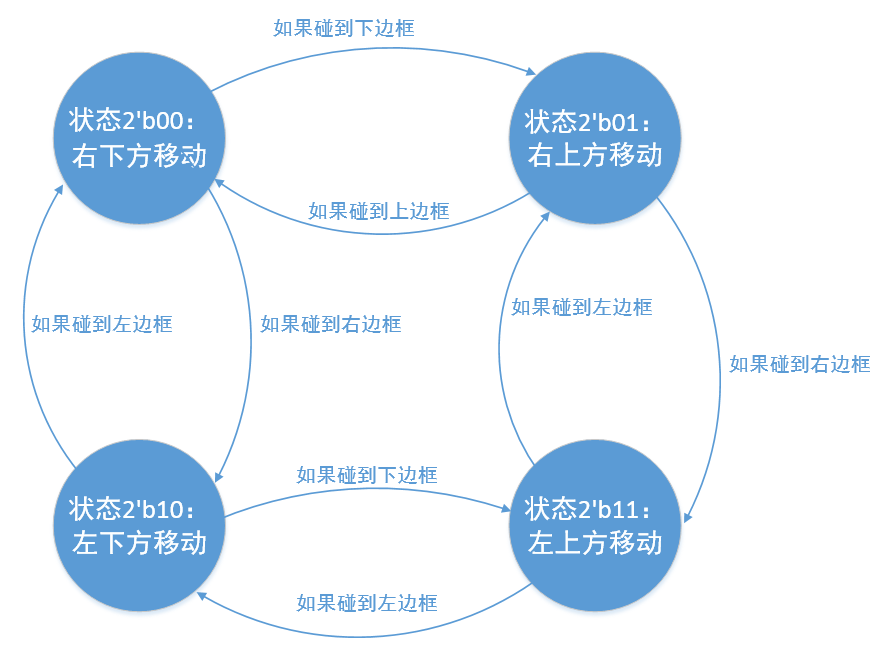 如果碰到下边框
状态2'b00：
右下方移动
状态2'b01：
右上方移动
如果碰到上边框
如果碰到左边框
如果碰到右边框
如果碰到左边框
如果碰到右边框
如果碰到下边框
状态2'b10：
左下方移动
状态2'b11：
左上方移动
如果碰到左边框